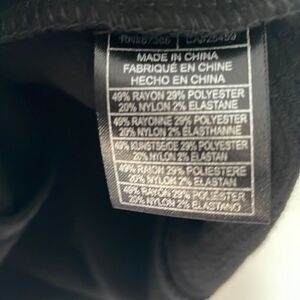 MADE IN CHINA
FABRIQUÉ EN CHINE
HECHO EN CHINA
49% RAYON 29% POLYESTER
20% NYLON 2% ELASTANE
49% RAYONNE 29% POLYESTER
20% NYLON 2% ELASTHANNE
49% KUNSTSEIDE 29% POLYESTER
20% NYLON 2% ELASTAN
49% RAION 29% POLIESTERE
20% NYLON 2% ELASTAN
49% RAYÓN 29% POLIÉSTER
20% NYLON 2% ELASTANO